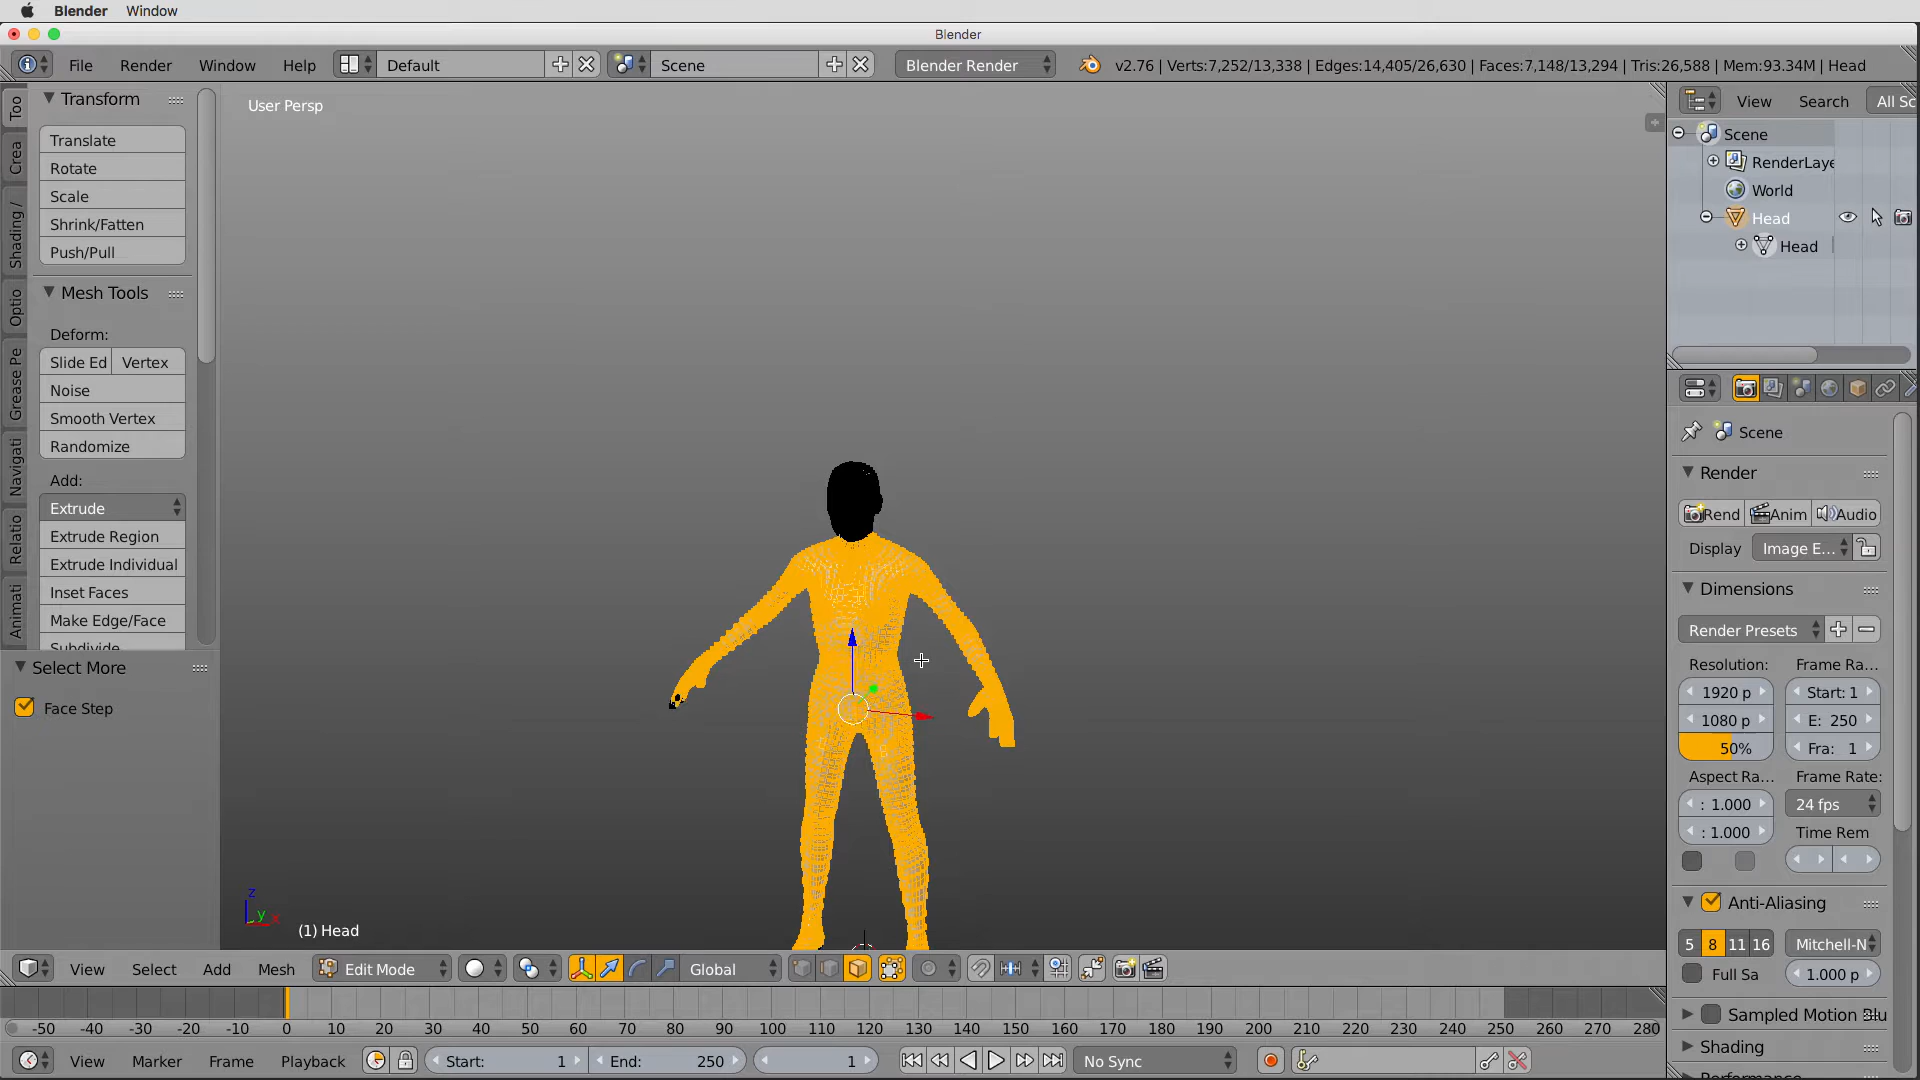 Blender Window
Blender
File Render Window Help Default Scene Blender Render v2.76 | Verts:7,252/13,338 | Edges:14,405/26,630 | Faces:7,148/13,294 | Tris:26,588 | Mem:93.34M | Head
Too
Crea
Shading /
Optio
Grease Pe
Navigati
Relatio
Animati
Transform
Translate
Rotate
Scale
Shrink/Fatten
Push/Pull
Mesh Tools
Deform:
Slide Ed Vertex
Noise
Smooth Vertex
Randomize
Add:
Extrude
Extrude Region
Extrude Individual
Inset Faces
Make Edge/Face
Subdivide
Select More
Face Step
User Persp
z
y x
(1) Head
View Search All Sc
Scene
RenderLaye
World
Head
Head
Scene
Render
Rend Anim Audio
Display Image E...
Dimensions
Render Presets
Resolution: Frame Ra...
1920 p Start: 1
1080 p E: 250
50% Fra: 1
Aspect Ra... Frame Rate:
: 1.000 24 fps
: 1.000 Time Rem
Anti-Aliasing
5 8 11 16 Mitchell-N
Full Sa 1.000 p
Sampled Motion Blu
Shading
Performance
View Select Add Mesh Edit Mode Global
-50 -40 -30 -20 -10 0 10 20 30 40 50 60 70 80 90 100 110 120 130 140 150 160 170 180 190 200 210 220 230 240 250 260 270 280
View Marker Frame Playback Start: 1 End: 250 1 No Sync